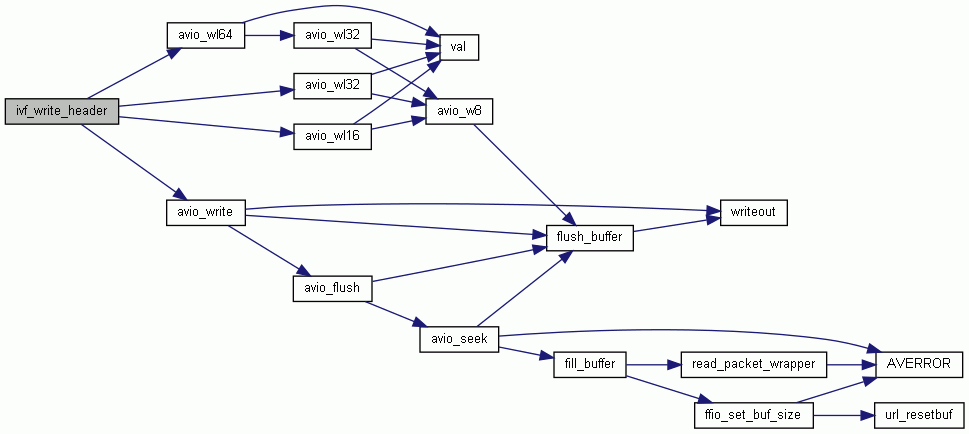 avio_wl64
avio_wl32
val
avio_wl32
ivf_write_header
avio_w8
avio_wl16
avio_write
writeout
flush_buffer
avio_flush
avio_seek
fill_buffer
read_packet_wrapper
AVERROR
ffio_set_buf_size
url_resetbuf